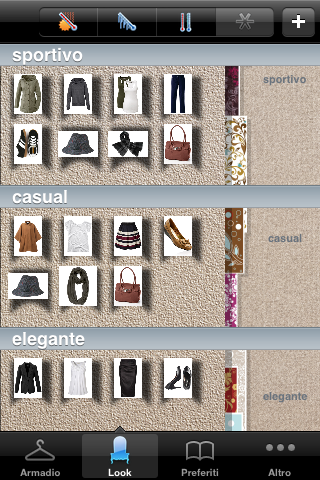 sportivo
sportivo
casual
casual
elegante
elegante
Armadio
Look
Preferiti
Altro